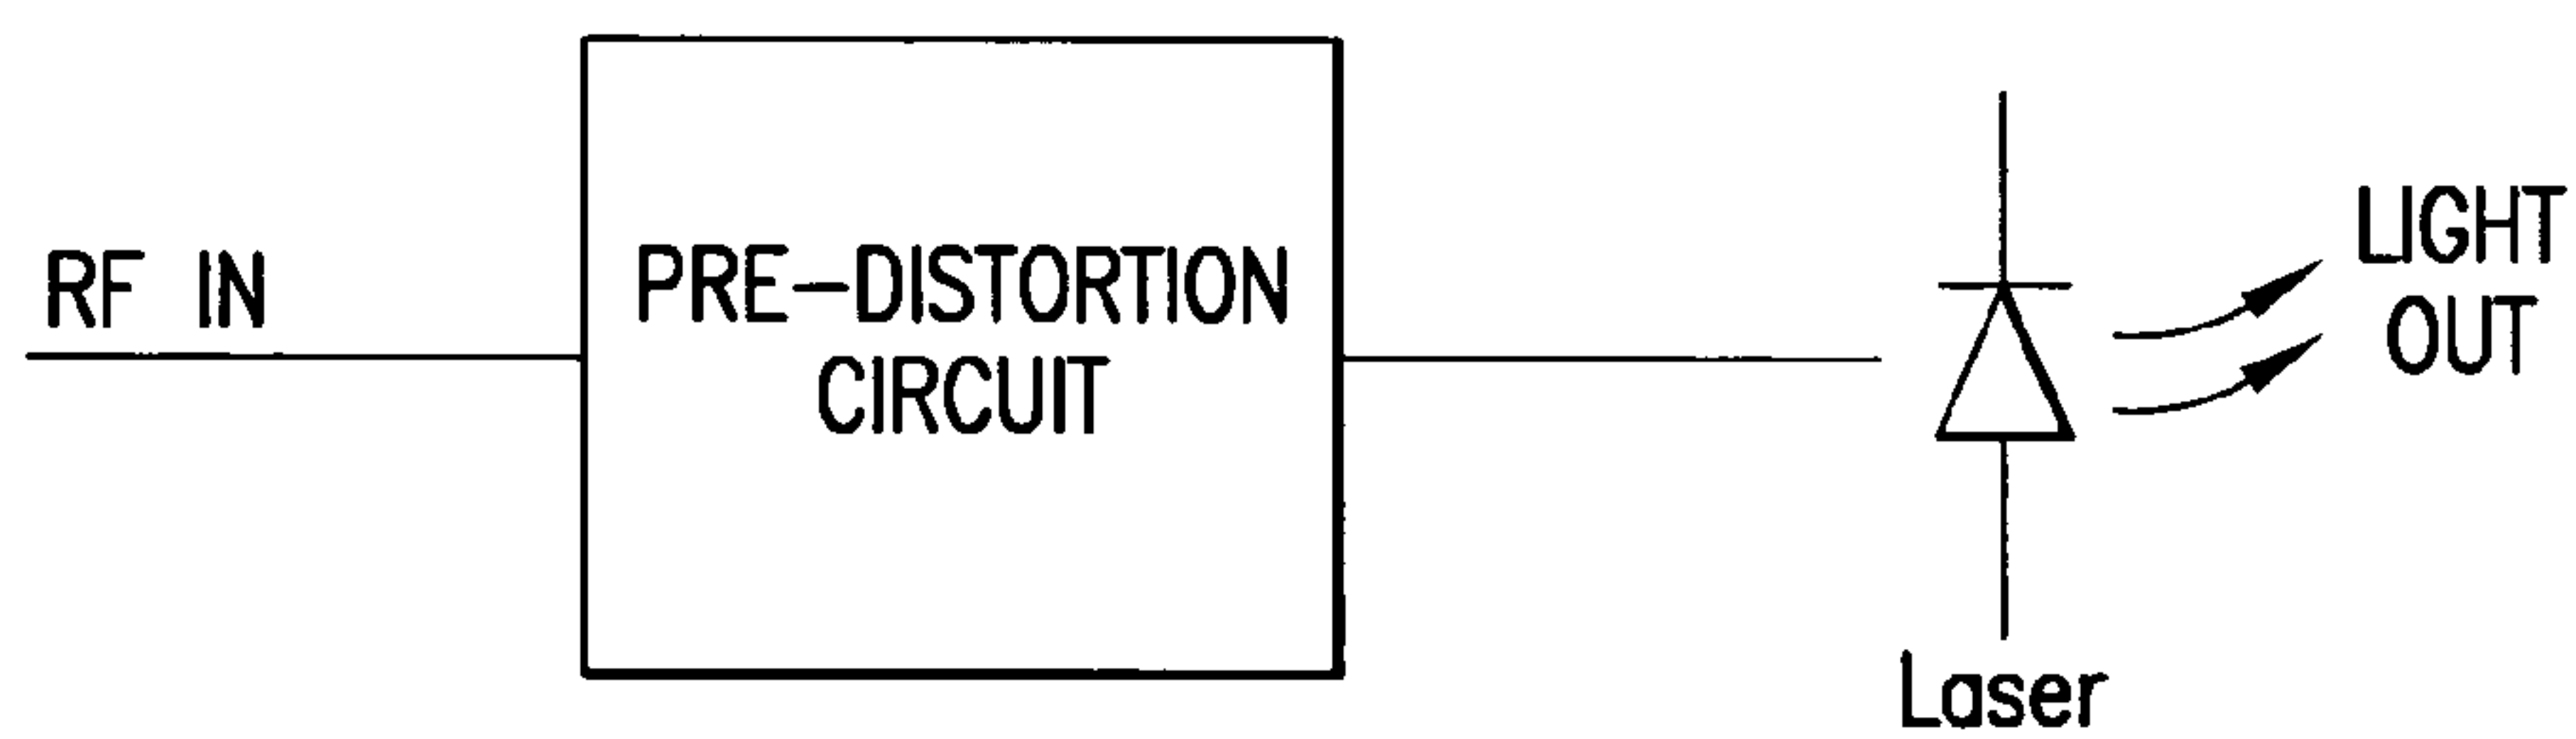 RF IN
PRE-DISTORTION
CIRCUIT
LIGHT
OUT
Laser